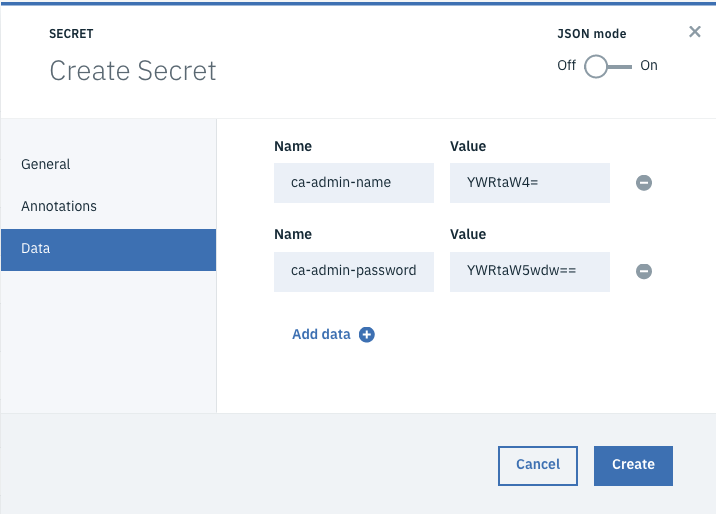 SECRET
Create Secret
JSON mode
Off On
General
Annotations
Data
Name Value
ca-admin-name YWRtaW4=
Name Value
ca-admin-password YWRtaW5wdw==
Add data
Cancel Create